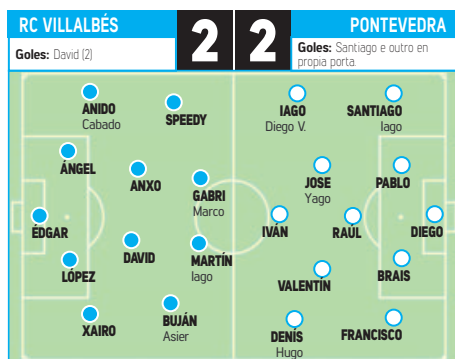 RC VILLALBÉS
2
2
PONTEVEDRA
Goles: David (2)
Goles: Santiago e outro en
propia porta.
ANIDO
Cabado
SPEEDY
ÁNGEL
ANXO
GABRI
Marco
ÉDGAR
DAVID
MARTÍN
Iago
LÓPEZ
BUJÁN
Asier
XAIRO
IAGO
Diego V.
SANTIAGO
Iago
JOSE
Yago
PABLO
IVÁN
RAÚL
DIEGO
VALENTÍN
BRAIS
DENÍS
Hugo
FRANCISCO